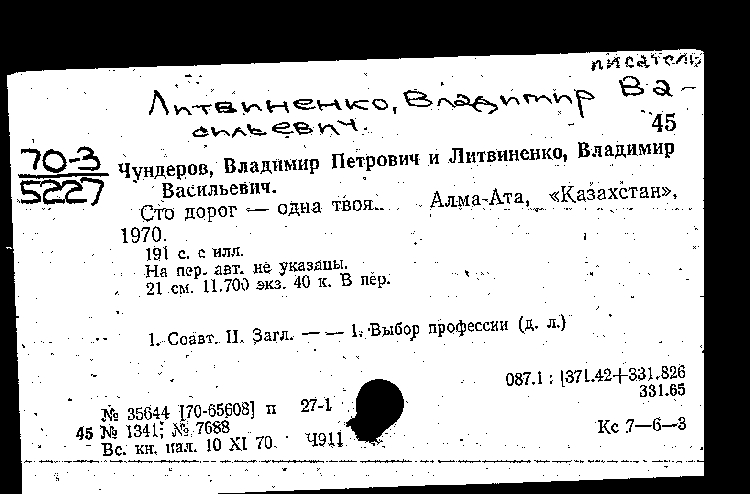 писатель
Литвиненко, Владимир Ва-
сильевич.
45
70-3
5227
Чундеров, Владимир Петрович и Литвиненко, Владимир
Васильевич.
Сто дорог — одна твоя. Алма-Ата, «Казахстан»,
1970.
191 с. с илл.
На пер. авт. не указаны.
21 см. 11.700 экз. 40 к. В пер.
1. Соавт. II. Загл. — — 1. Выбор профессии (д. л.)
087.1 : [371.42+331.826
331.65
№ 35644 [70-65608] п 27-1
45 № 1341; № 7688
Кс 7—6—3
Вс. кн. пал. 10 XI 70. Ч911